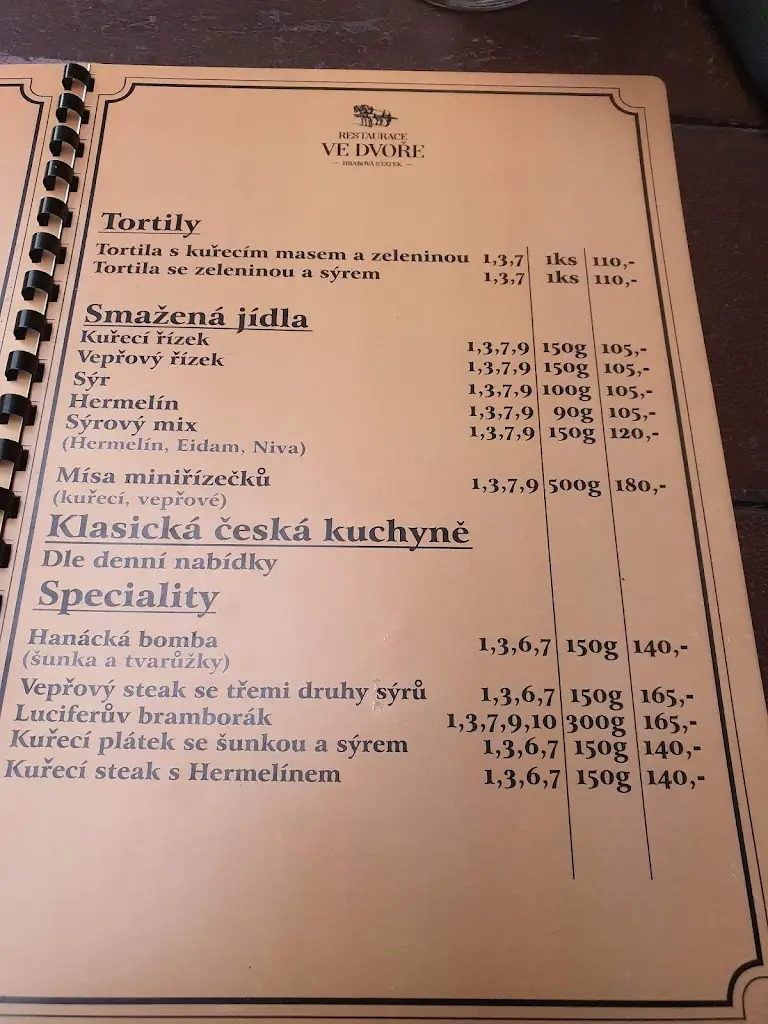 RESTAURACE
VE DVOŘE
– HRABOVÁ STATEK –
Tortily
Tortila s kuřecím masem a zeleninou 1,3,7 1ks 110,-
Tortila se zeleninou a sýrem 1,3,7 1ks 110,-
Smažená jídla
Kuřecí řízek 1,3,7,9 150g 105,-
Vepřový řízek 1,3,7,9 150g 105,-
Sýr 1,3,7,9 100g 105,-
Hermelín 1,3,7,9 90g 105,-
Sýrový mix 1,3,7,9 150g 120,-
(Hermelín, Eidam, Niva)
Mísa miniřízečků 1,3,7,9 500g 180,-
(kuřecí, vepřové)
Klasická česká kuchyně
Dle denní nabídky
Speciality
Hanácká bomba 1,3,6,7 150g 140,-
(šunka a tvarůžky)
Vepřový steak se třemi druhy sýrů 1,3,6,7 150g 165,-
Luciferův bramborák 1,3,7,9,10 300g 165,-
Kuřecí plátek se šunkou a sýrem 1,3,6,7 150g 140,-
Kuřecí steak s Hermelínem 1,3,6,7 150g 140,-